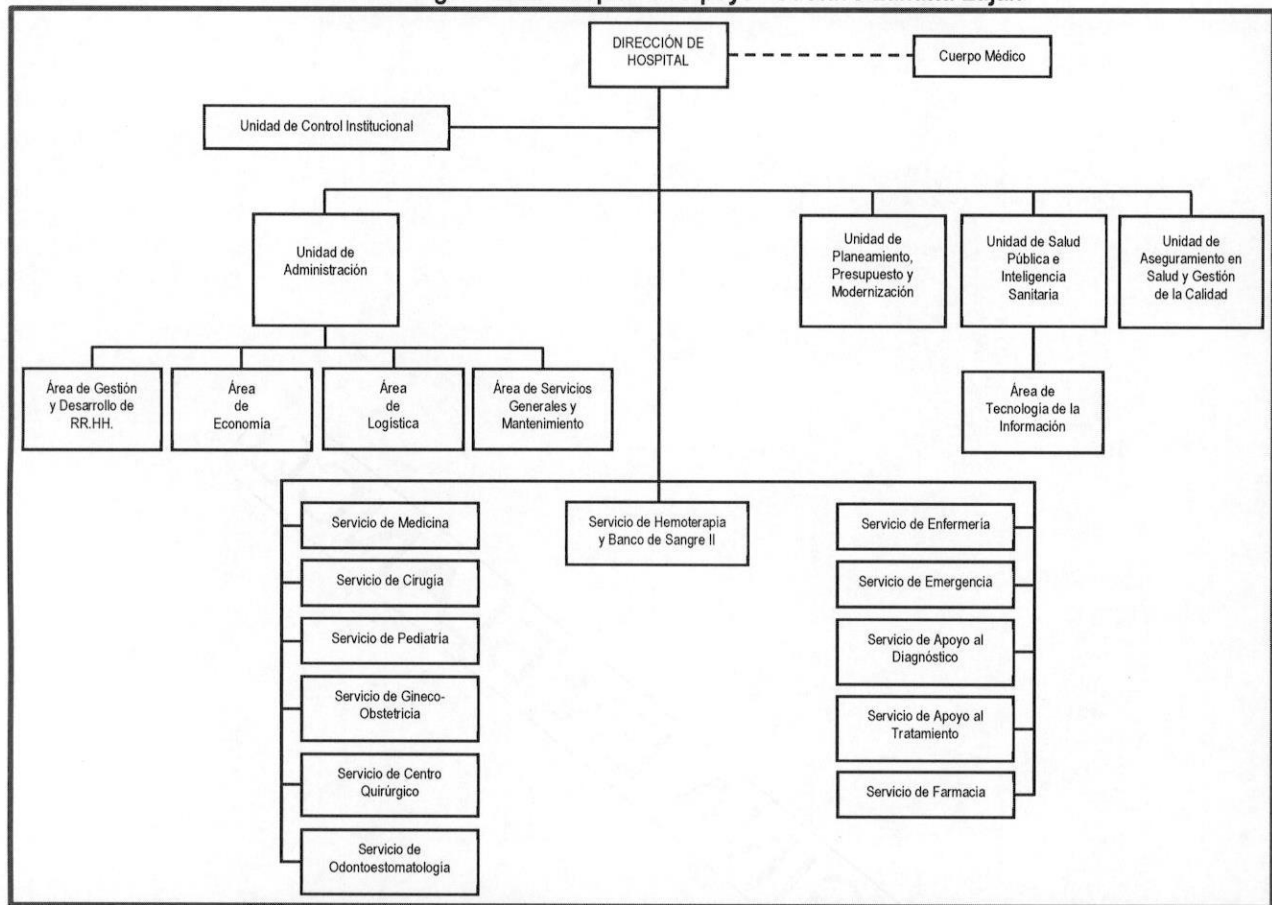 DIRECCIÓN DE
HOSPITAL
Cuerpo Médico
Unidad de Control Institucional
Unidad de
Administración
Unidad de
Planeamiento,
Presupuesto y
Modernización
Unidad de Salud
Pública e
Inteligencia
Sanitaria
Unidad de
Aseguramiento en
Salud y Gestión
de la Calidad
Área de Gestión
y Desarrollo de
RR.HH.
Área
de
Economía
Área
de
Logística
Área de Servicios
Generales y
Mantenimiento
Área de
Tecnología de la
Información
Servicio de Medicina
Servicio de Cirugía
Servicio de Pediatría
Servicio de Gineco-
Obstetricia
Servicio de Centro
Quirúrgico
Servicio de
Odontoestomatología
Servicio de Hemoterapia
y Banco de Sangre II
Servicio de Enfermería
Servicio de Emergencia
Servicio de Apoyo al
Diagnóstico
Servicio de Apoyo al
Tratamiento
Servicio de Farmacia